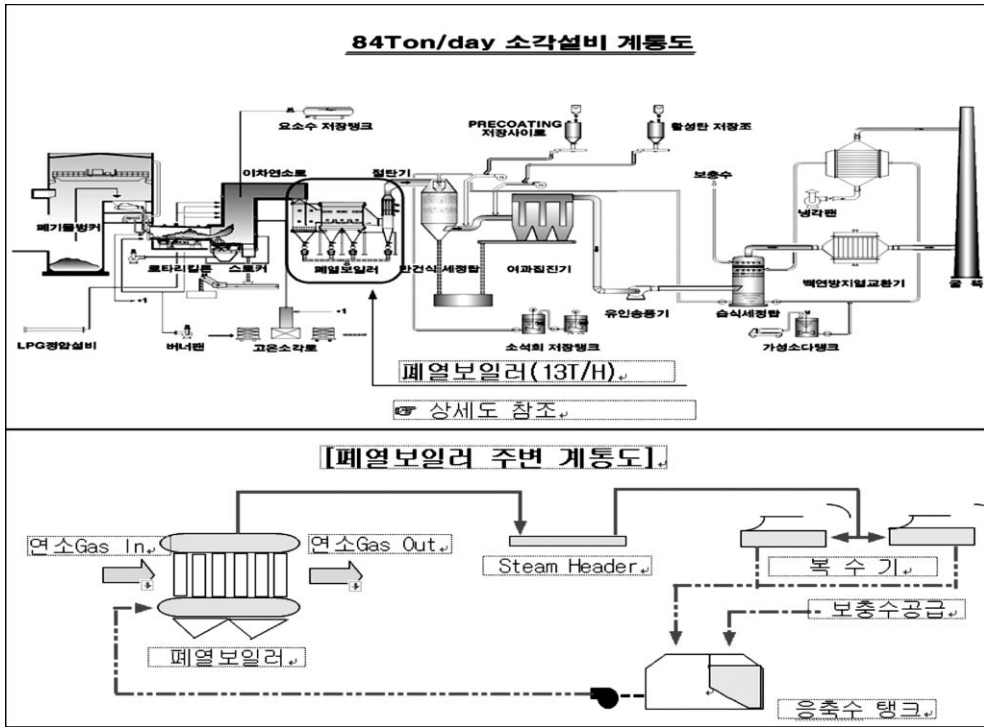 84Ton/day 소각설비 계통도
요소수 저장탱크
PRECOATING
저장사이로
활성탄 저장조
이차연소로
절탄기
보충수
냉각팬
폐기물벙커
로타리킬른
스토커
폐열보일러
반건식 세정탑
여과집진기
백연방지열교환기
굴 뚝
*1
*1
유인송풍기
습식세정탑
LPG정압설비
버너팬
고온소각로
소석회 저장탱크
가성소다탱크
폐열보일러(13T/H)
☞ 상세도 참조
[폐열보일러 주변 계통도]
연소Gas In
연소Gas Out
Steam Header
복 수 기
보충수공급
폐열보일러
응축수 탱크